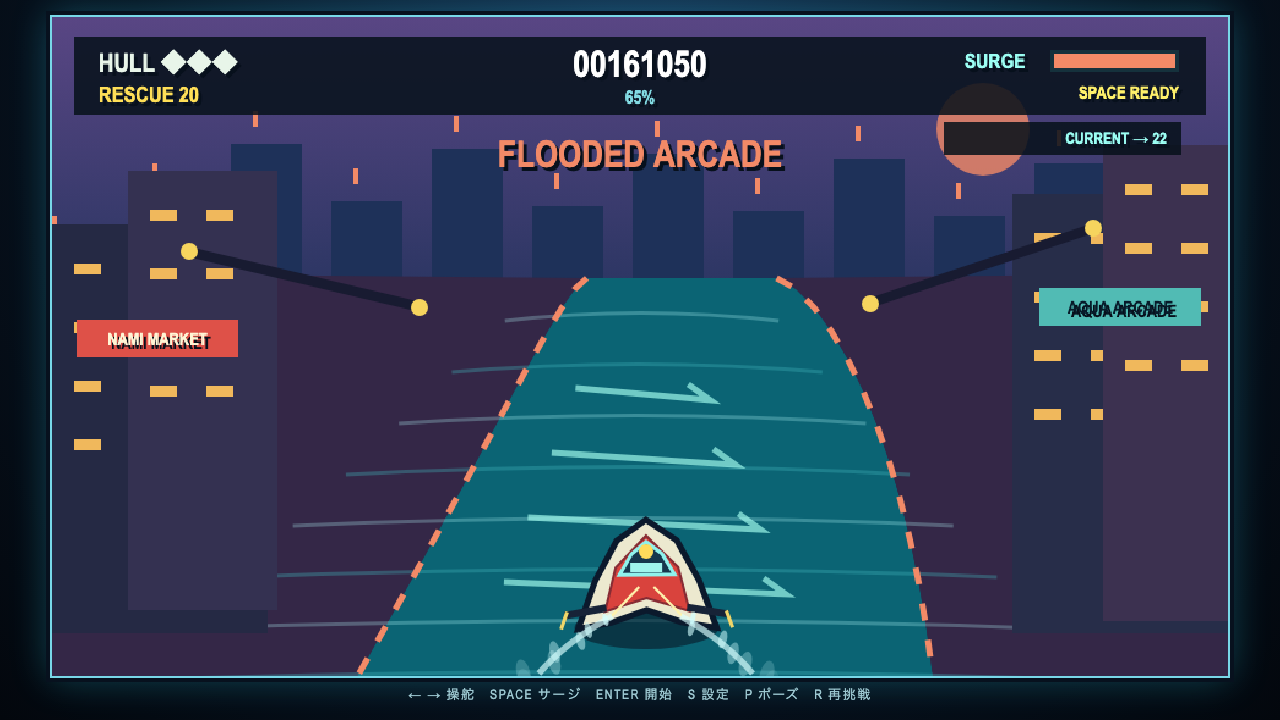 HULL
RESCUE 20
00161050
65%
SURGE
SPACE READY
CURRENT → 22
FLOODED ARCADE
NAMI MARKET
AQUA ARCADE
← → 操舵 SPACE サージ ENTER 開始 S 設定 P ポーズ R 再挑戦